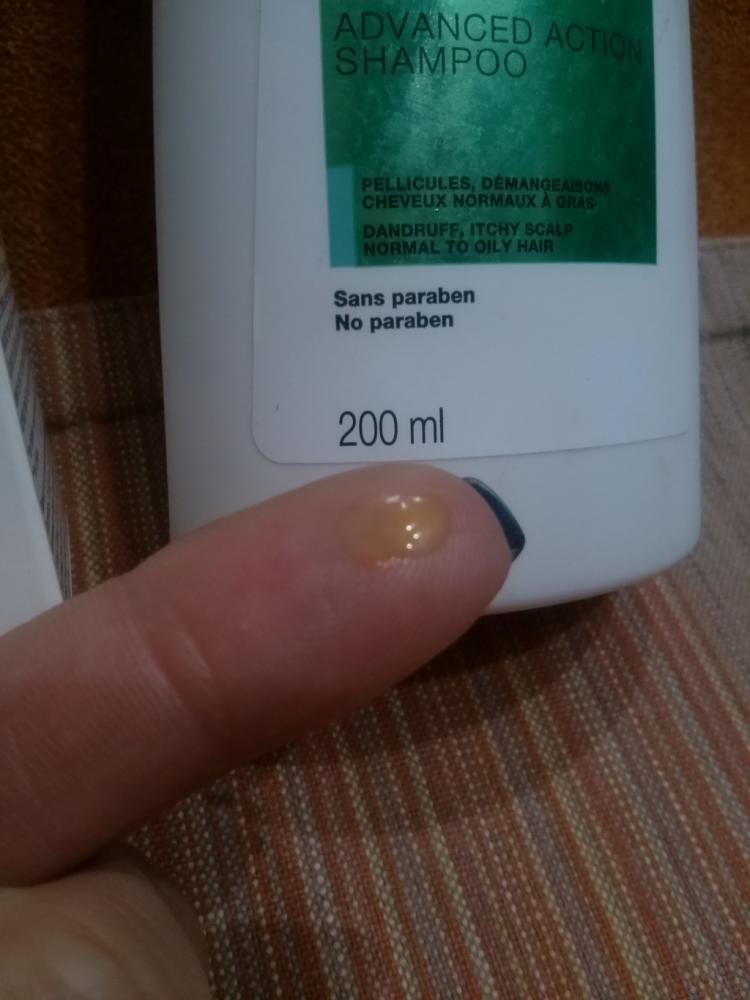 ADVANCED ACTION
SHAMPOO
PELLICULES, DÉMANGEAISONS
CHEVEUX NORMAUX À GRAS
DANDRUFF, ITCHY SCALP
NORMAL TO OILY HAIR
Sans paraben
No paraben
200 ml